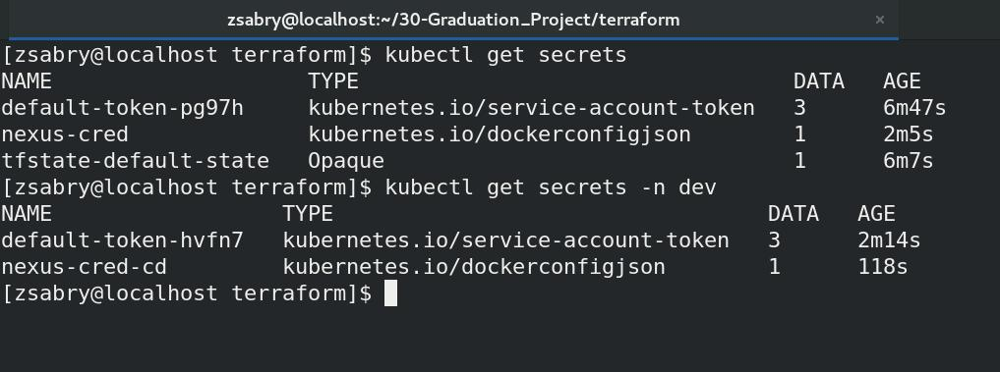 zsabry@localhost:~/30-Graduation_Project/terraform ×
[zsabry@localhost terraform]$ kubectl get secrets
NAME TYPE DATA AGE
default-token-pg97h kubernetes.io/service-account-token 3 6m47s
nexus-cred kubernetes.io/dockerconfigjson 1 2m5s
tfstate-default-state Opaque 1 6m7s
[zsabry@localhost terraform]$ kubectl get secrets -n dev
NAME TYPE DATA AGE
default-token-hvfn7 kubernetes.io/service-account-token 3 2m14s
nexus-cred-cd kubernetes.io/dockerconfigjson 1 118s
[zsabry@localhost terraform]$